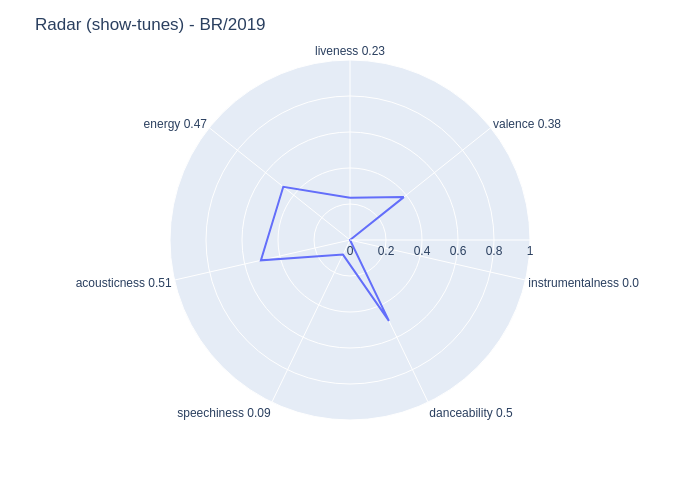 Radar (show-tunes) - BR/2019
liveness 0.23
energy 0.47
valence 0.38
0 0.2 0.4 0.6 0.8 1
acousticness 0.51
instrumentalness 0.0
speechiness 0.09
danceability 0.5